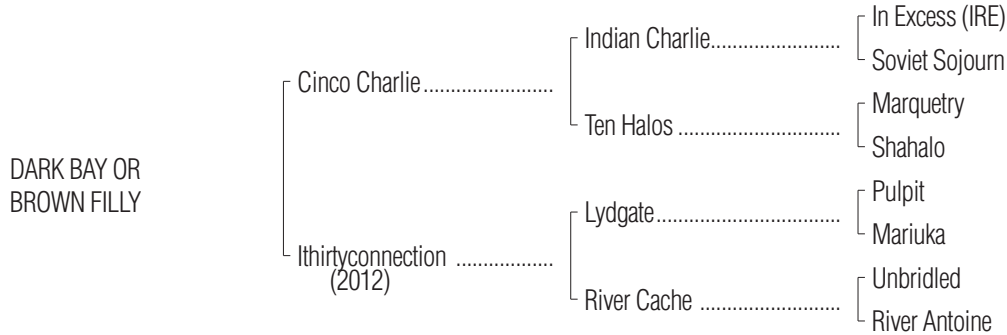 In Excess (IRE)
Indian Charlie
Soviet Sojourn
Cinco Charlie
Marquetry
Ten Halos
Shahalo
DARK BAY OR
BROWN FILLY
Pulpit
Lydgate
Mariuka
Ithirtyconnection
(2012)
Unbridled
River Cache
River Antoine